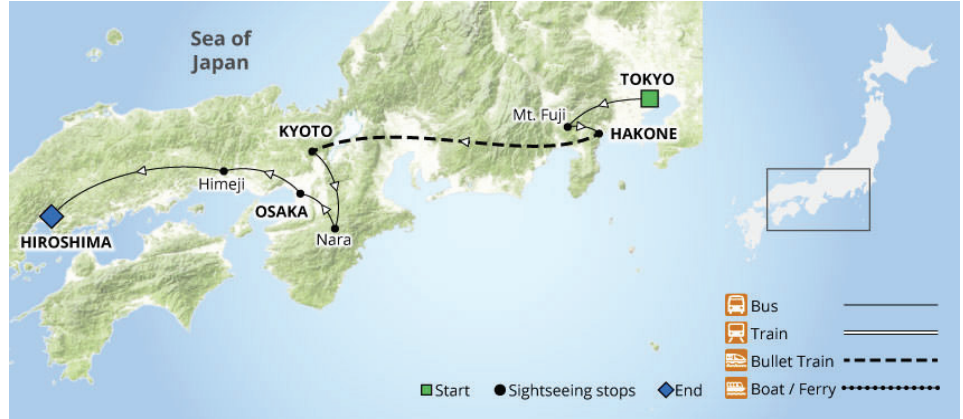 Sea of
Japan
TOKYO
Mt. Fuji
HAKONE
KYOTO
Himeji
OSAKA
HIROSHIMA
Nara
Bus
Train
Bullet Train
Boat / Ferry
Start
Sightseeing stops
End